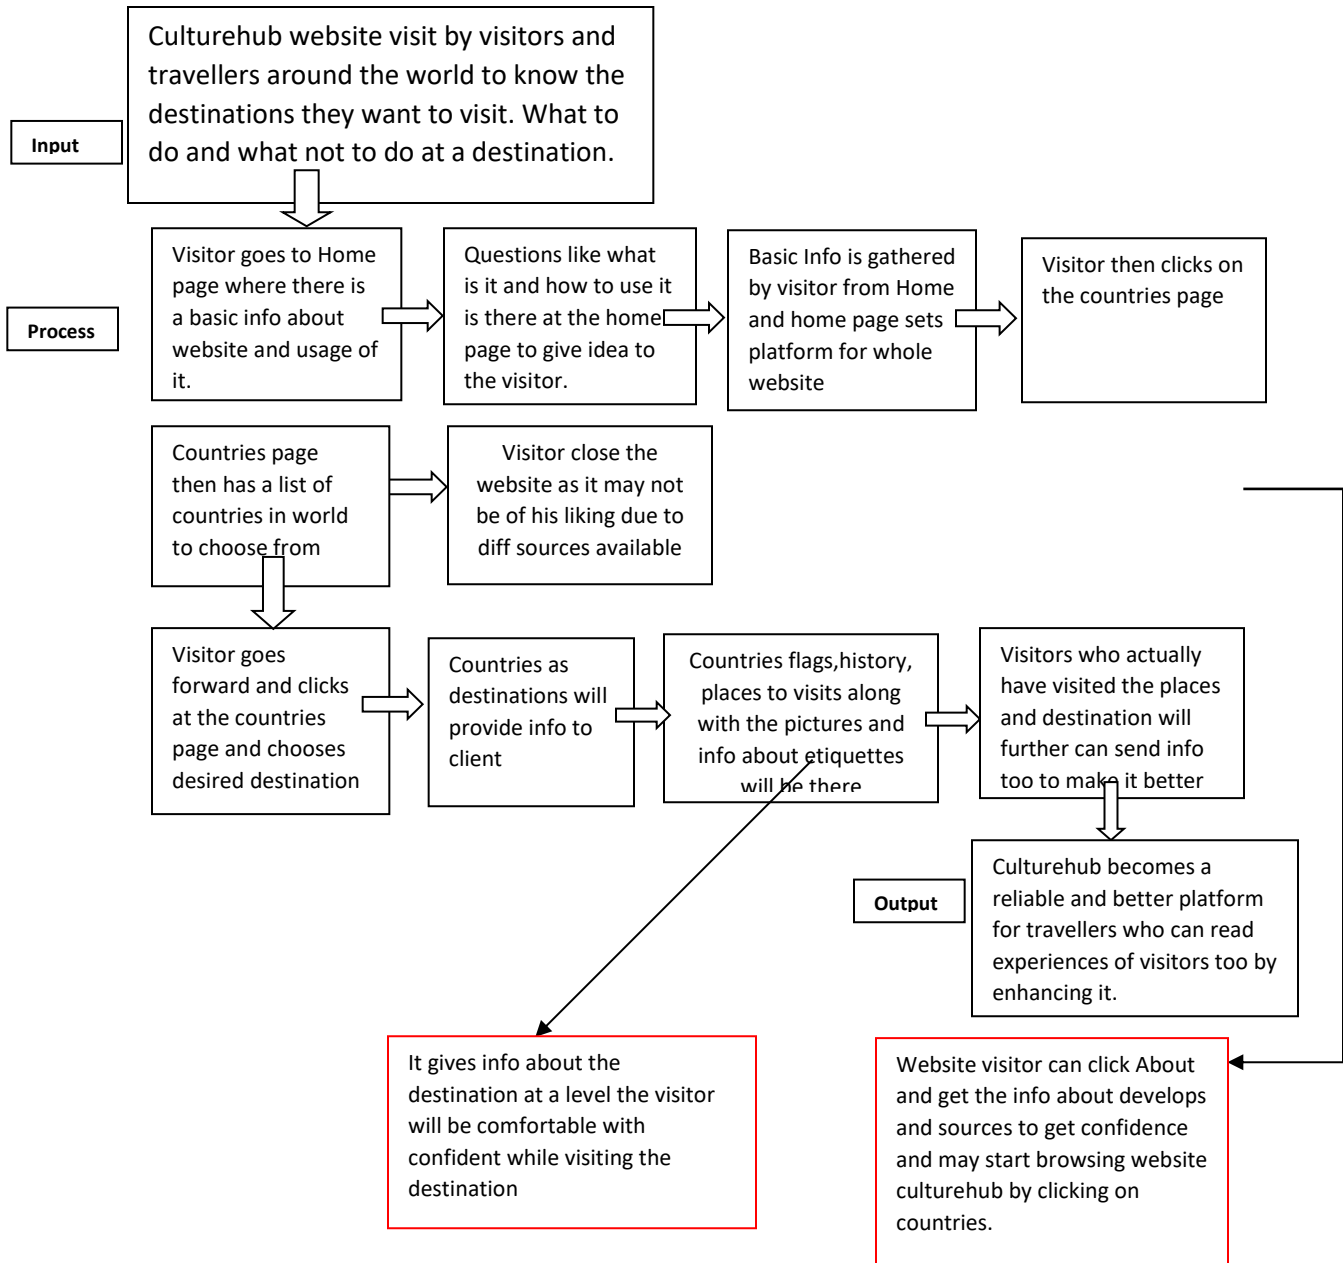 Culturehub website visit by visitors and
travellers around the world to know the
destinations they want to visit. What to
do and what not to do at a destination.
Input
Visitor goes to Home
page where there is
a basic info about
website and usage of
it.
Questions like what
is it and how to use it
is there at the home
page to give idea to
the visitor.
Basic Info is gathered
by visitor from Home
and home page sets
platform for whole
website
Visitor then clicks on
the countries page
Process
Countries page
then has a list of
countries in world
to choose from
Visitor close the
website as it may not
be of his liking due to
diff sources available
Visitor goes
forward and clicks
at the countries
page and chooses
desired destination
Countries as
destinations will
provide info to
client
Countries flags,history,
places to visits along
with the pictures and
info about etiquettes
will be there
Visitors who actually
have visited the places
and destination will
further can send info
too to make it better
Output
Culturehub becomes a
reliable and better platform
for travellers who can read
experiences of visitors too by
enhancing it.
It gives info about the
destination at a level the visitor
will be comfortable with
confident while visiting the
destination
Website visitor can click About
and get the info about develops
and sources to get confidence
and may start browsing website
culturehub by clicking on
countries.